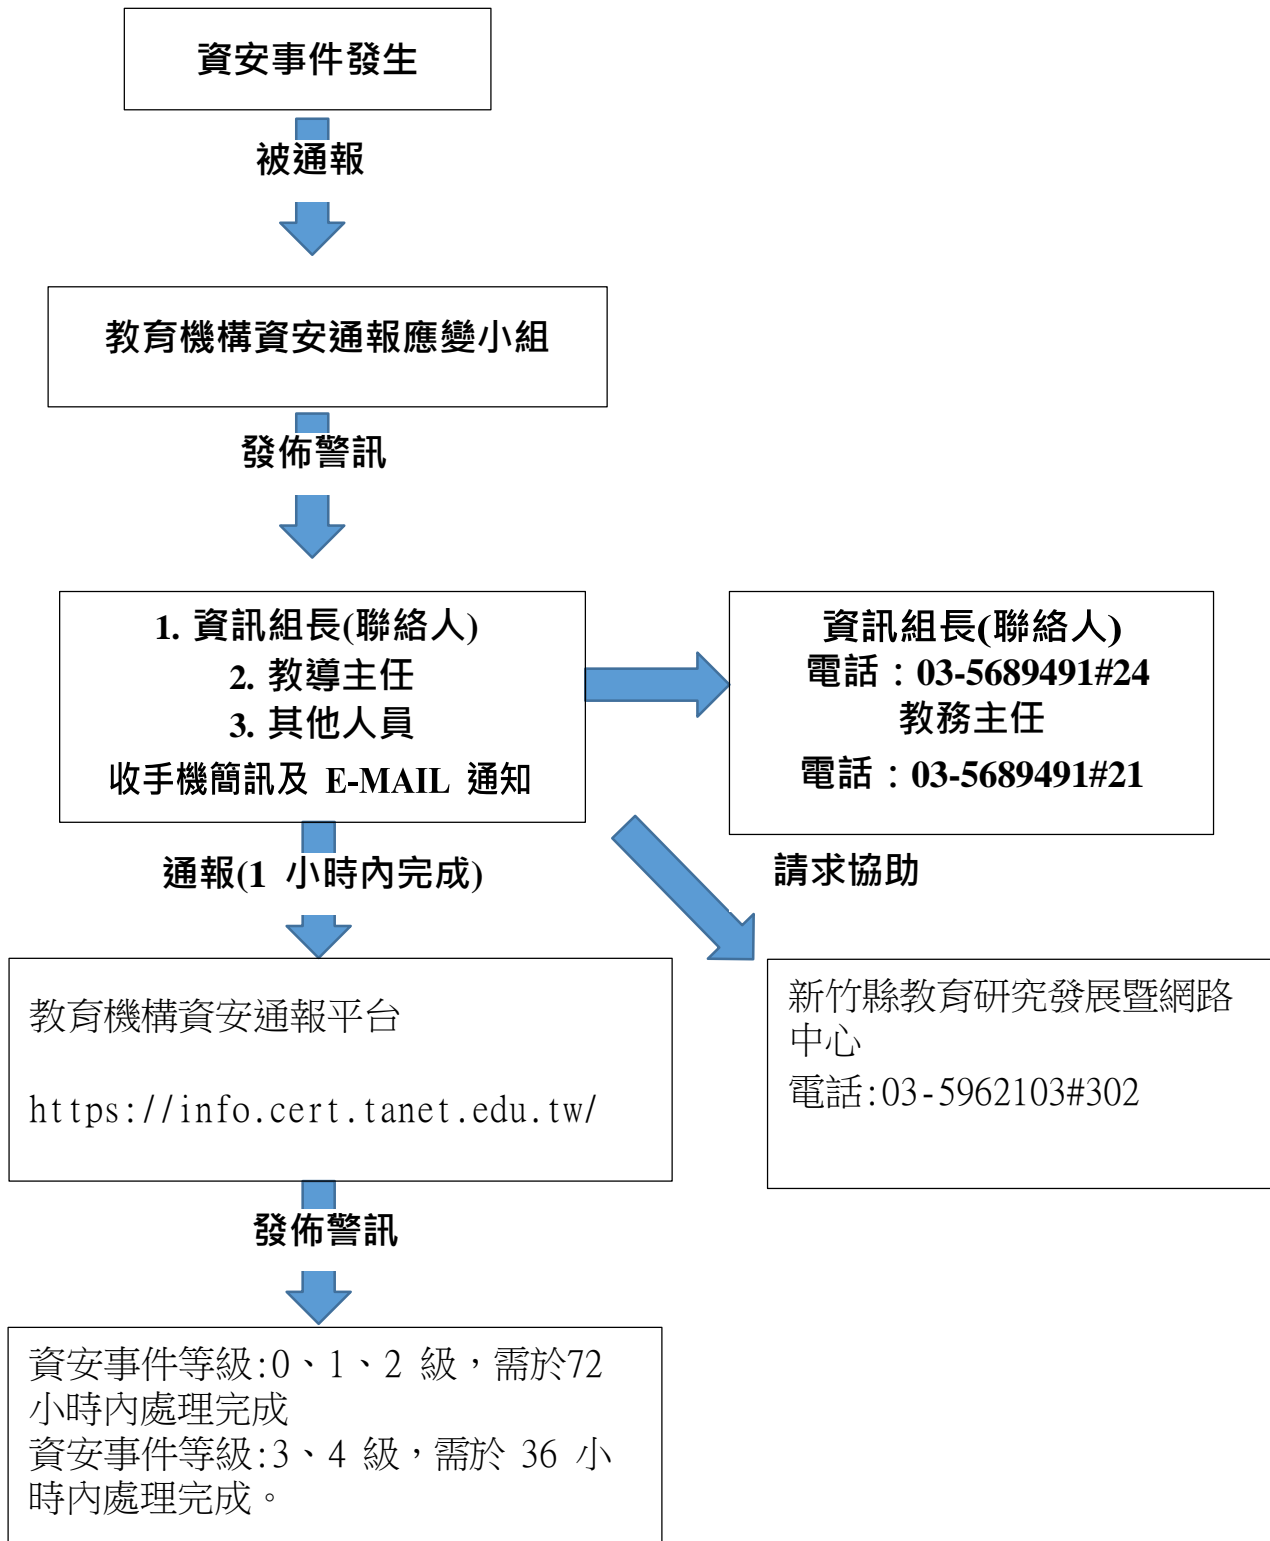 資安事件發生
被通報
教育機構資安通報應變小組
發佈警訊
1. 資訊組長(聯絡人)
2. 教導主任
3. 其他人員
收手機簡訊及 E-MAIL 通知
資訊組長(聯絡人)
電話：03-5689491#24
教務主任
電話：03-5689491#21
通報(1 小時內完成)
請求協助
教育機構資安通報平台
https://info.cert.tanet.edu.tw/
新竹縣教育研究發展暨網路
中心
電話:03-5962103#302
發佈警訊
資安事件等級:0、1、2 級，需於72
小時內處理完成
資安事件等級:3、4 級，需於 36 小
時內處理完成。